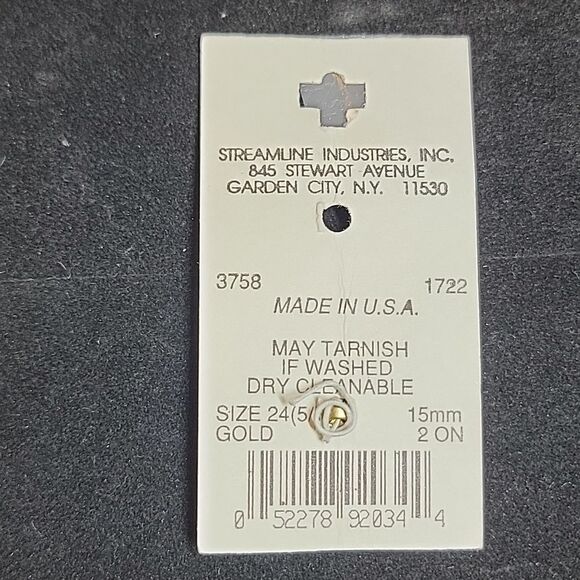 STREAMLINE INDUSTRIES, INC.
845 STEWART AVENUE
GARDEN CITY, N.Y. 11530
3758 1722
MADE IN U.S.A.
MAY TARNISH
IF WASHED
DRY CLEANABLE
SIZE 24(5 15mm
GOLD 2 ON
0 52278 92034 4